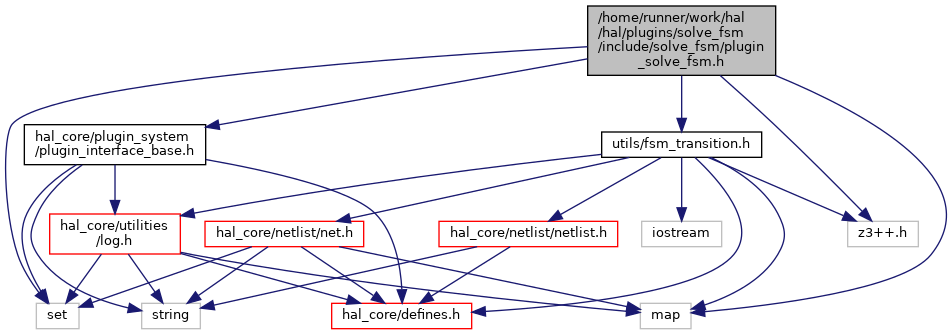 /home/runner/work/hal
/hal/plugins/solve_fsm
/include/solve_fsm/plugin
_solve_fsm.h
hal_core/plugin_system
/plugin_interface_base.h
utils/fsm_transition.h
hal_core/utilities
/log.h
hal_core/netlist/net.h
hal_core/netlist/netlist.h
iostream
z3++.h
set
string
hal_core/defines.h
map